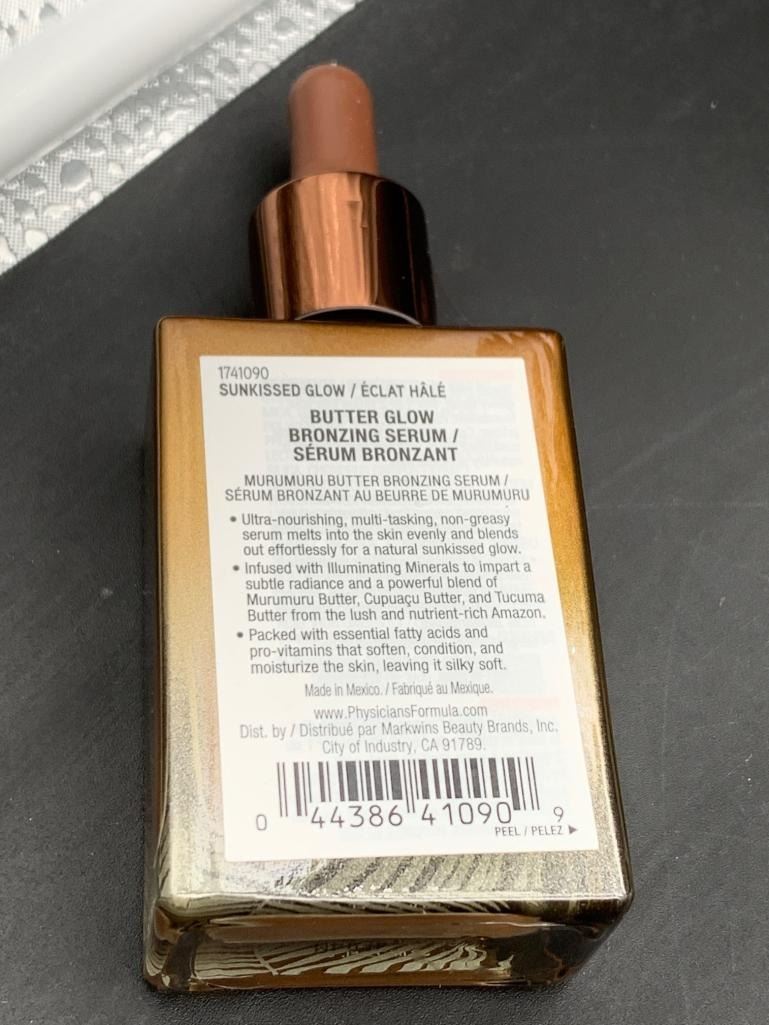 1741090
SUNKISSED GLOW / ÉCLAT HÂLÉ
BUTTER GLOW
BRONZING SERUM /
SÉRUM BRONZANT
MURUMURU BUTTER BRONZING SERUM /
SÉRUM BRONZANT AU BEURRE DE MURUMURU
• Ultra-nourishing, multi-tasking, non-greasy
serum melts into the skin evenly and blends
out effortlessly for a natural sunkissed glow.
• Infused with Illuminating Minerals to impart a
subtle radiance and a powerful blend of
Murumuru Butter, Cupuaçu Butter, and Tucuma
Butter from the lush and nutrient-rich Amazon.
• Packed with essential fatty acids and
pro-vitamins that soften, condition, and
moisturize the skin, leaving it silky soft.
Made in Mexico. / Fabriqué au Mexique.
www.PhysiciansFormula.com
Dist. by / Distribué par Markwins Beauty Brands, Inc.
City of Industry, CA 91789.
0 44386 41090 9
PEEL / PELEZ ▶